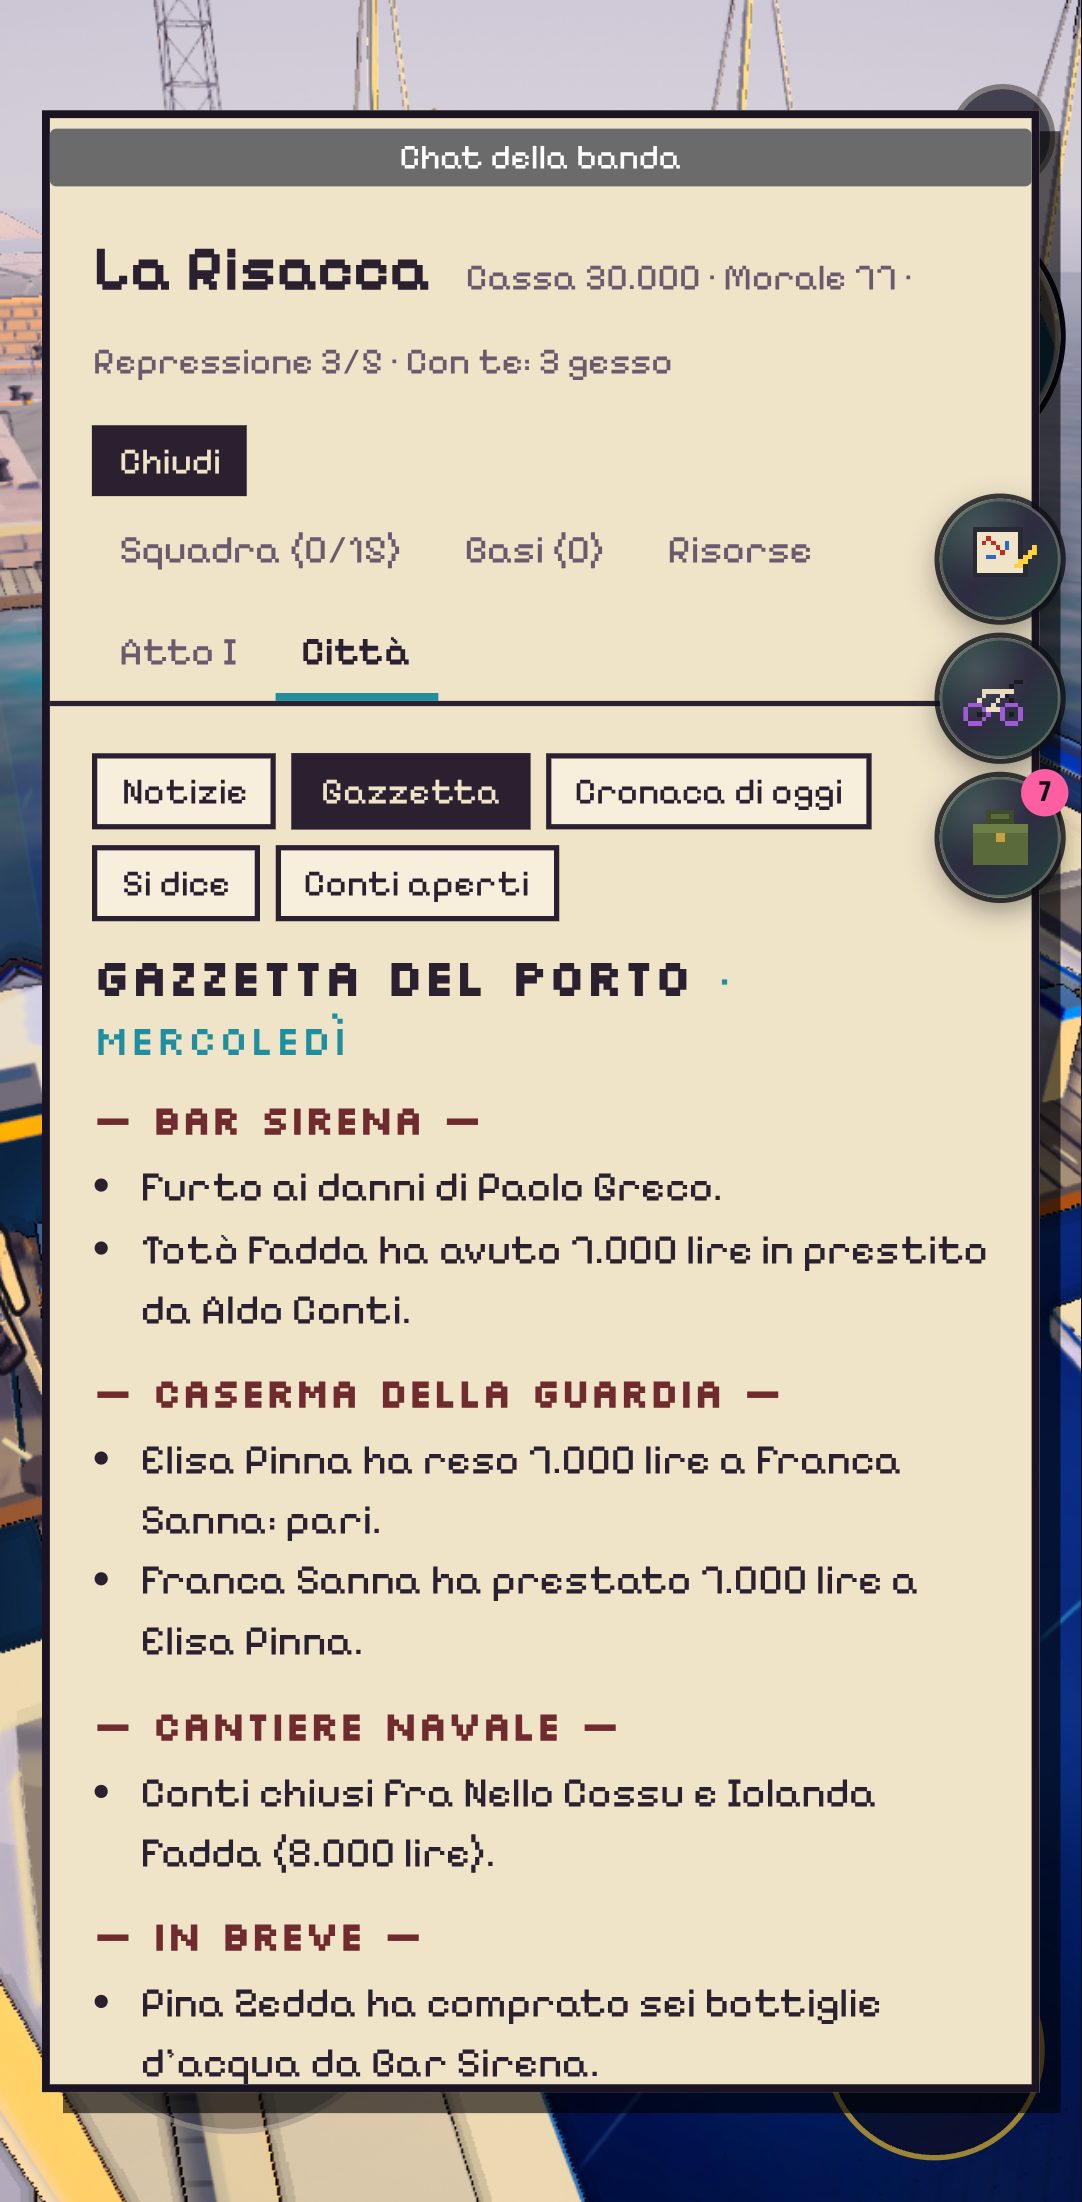 Chat della banda
La Risacca Cassa 30.000 · Morale 77 ·
Repressione 3/8 · Con te: 3 gesso
Chiudi
Squadra (0/18) Basi (0) Risorse
Atto I Città
Notizie Gazzetta Cronaca di oggi
7
Si dice Conti aperti
GAZZETTA DEL PORTO ·
MERCOLEDÌ
— BAR SIRENA —
• Furto ai danni di Paolo Greco.
• Totò Fadda ha avuto 7.000 lire in prestito
da Aldo Conti.
— CASERMA DELLA GUARDIA —
• Elisa Pinna ha reso 7.000 lire a Franca
Sanna: pari.
• Franca Sanna ha prestato 7.000 lire a
Elisa Pinna.
— CANTIERE NAVALE —
• Conti chiusi fra Nello Cossu e Iolanda
Fadda (8.000 lire).
— IN BREVE —
• Pina Zedda ha comprato sei bottiglie
d'acqua da Bar Sirena.